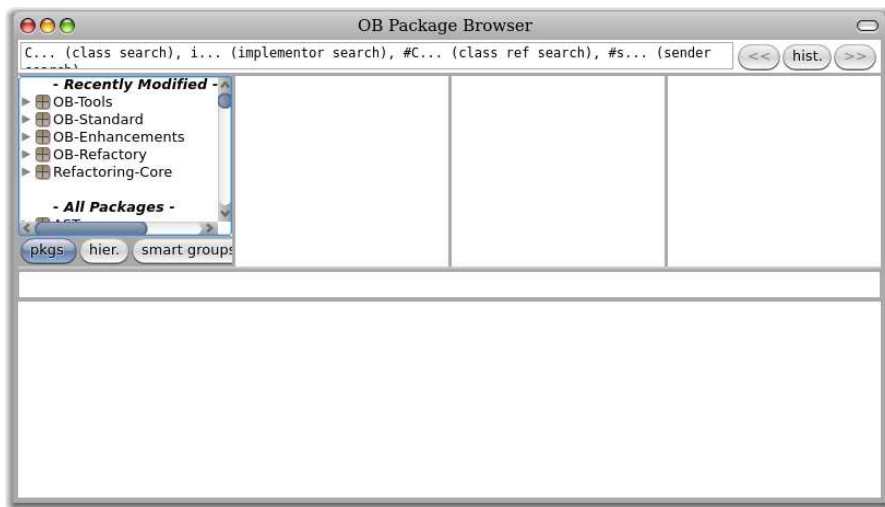 OB Package Browser
C... (class search), i... (implementor search), #C... (class ref search), #s... (sender
search)
<< hist. >>
- Recently Modified -
OB-Tools
OB-Standard
OB-Enhancements
OB-Refactory
Refactoring-Core
- All Packages -
pkgs hier. smart groups